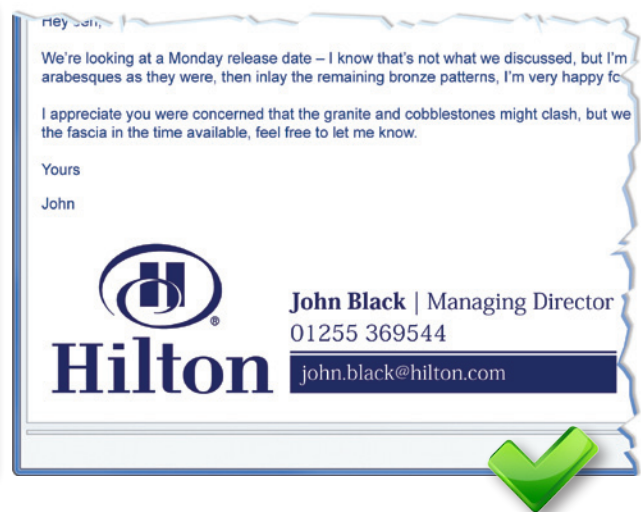 Hey Jen,
We're looking at a Monday release date – I know that's not what we discussed, but I'm
arabesques as they were, then inlay the remaining bronze patterns, I'm very happy
I appreciate you were concerned that the granite and cobblestones might clash, but we
the fascia in the time available, feel free to let me know.
Yours
John
H
®
Hilton
John Black | Managing Director
01255 369544
john.black@hilton.com